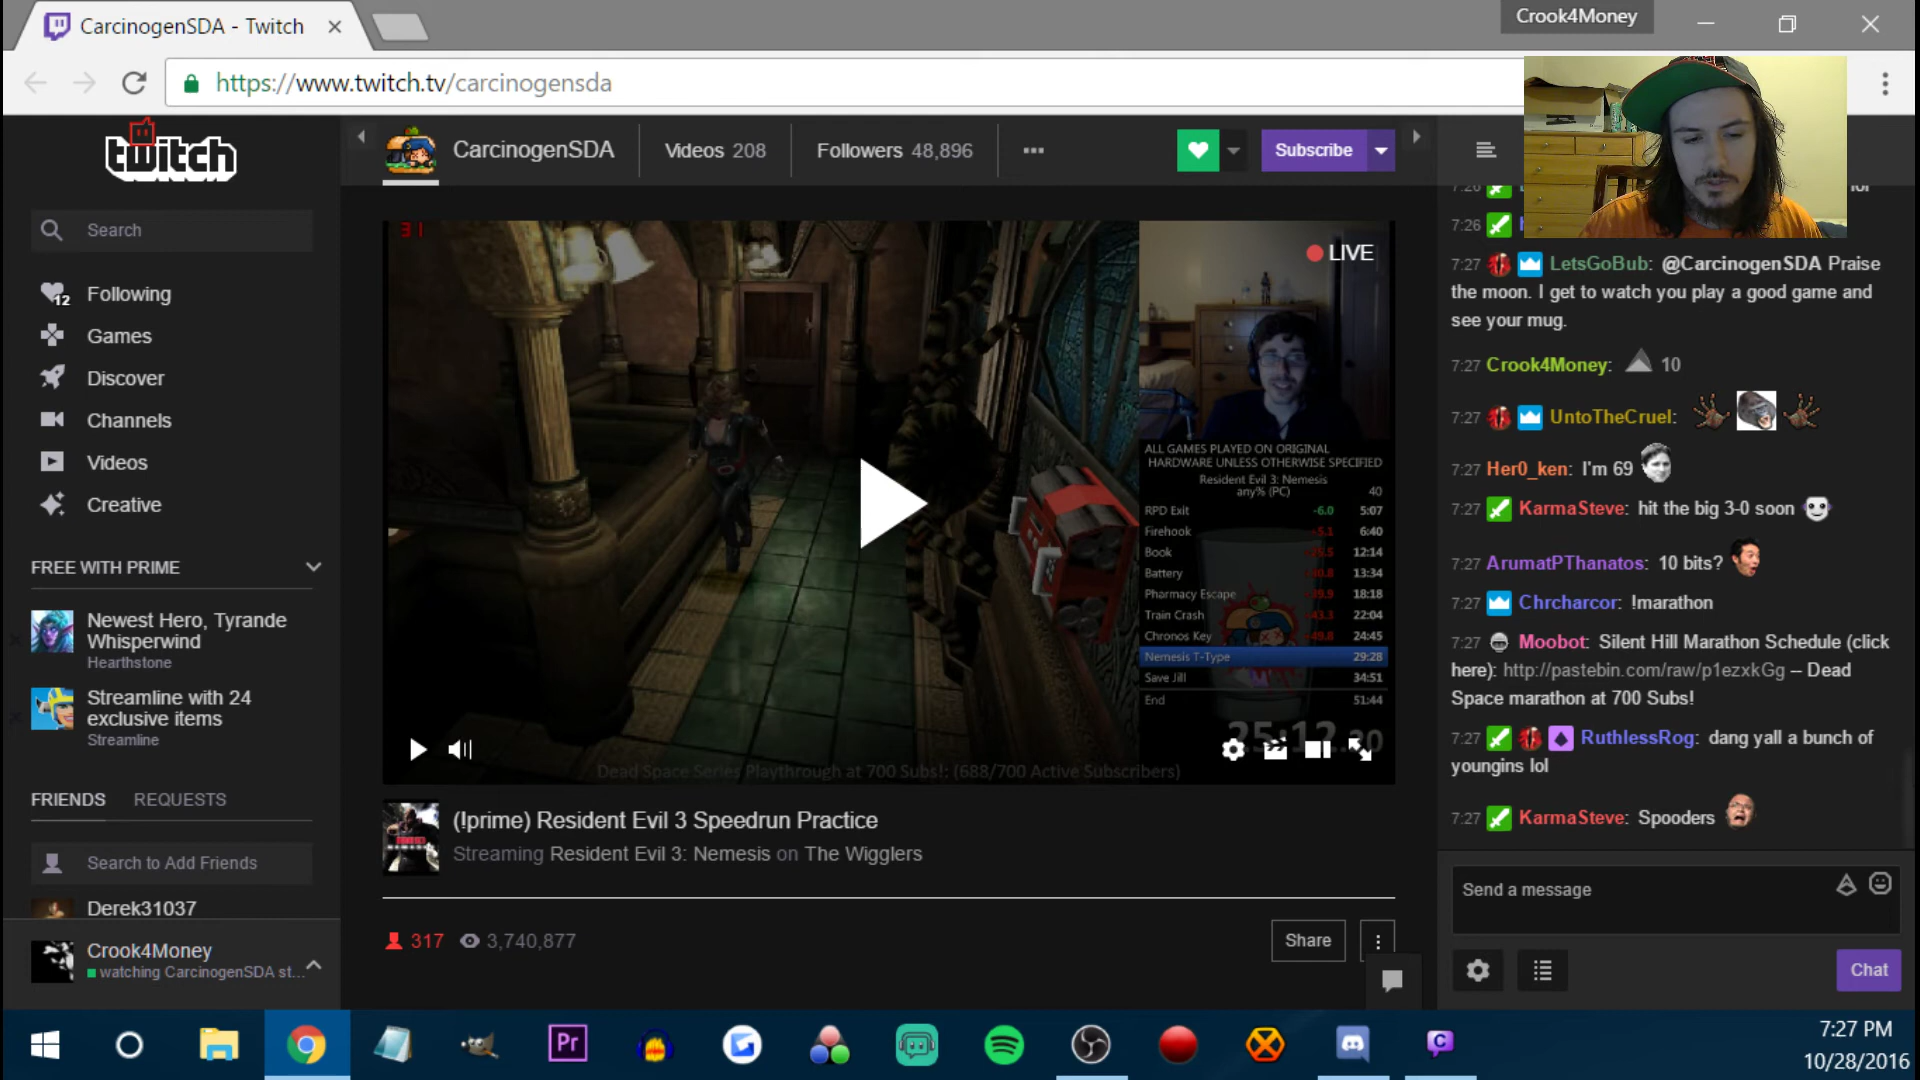 CarcinogenSDA - Twitch
Crook4Money
https://www.twitch.tv/carcinogensda
twitch
Search
12
Following
Games
Discover
Channels
Videos
Creative
FREE WITH PRIME
Newest Hero, Tyrande
Whisperwind
Hearthstone
Streamline with 24
exclusive items
Streamline
FRIENDS REQUESTS
Search to Add Friends
Derek31037
Crook4Money
watching CarcinogenSDA st...
CarcinogenSDA
Videos 208
Followers 48,896
Subscribe
31
LIVE
ALL GAMES PLAYED ON ORIGINAL
HARDWARE UNLESS OTHERWISE SPECIFIED
Resident Evil 3: Nemesis
any% (PC)
40
RPD Exit -6.0 5:07
Firehook 6:40
Book 12:14
Battery 13:34
Pharmacy Escape 18:18
Train Crash 22:04
Chronos Key 24:45
Nemesis T-Type 29:28
Save Jill 34:51
End 51:44
25:12
Dead Space Series Playthrough at 700 Subs!: (688/700 Active Subscribers)
(!prime) Resident Evil 3 Speedrun Practice
Streaming Resident Evil 3: Nemesis on The Wigglers
317 3,740,877
Share
7:26
7:27 LetsGoBub: @CarcinogenSDA Praise
the moon. I get to watch you play a good game and
see your mug.
7:27 Crook4Money: 10
7:27 UntoTheCruel:
7:27 Her0_ken: I'm 69
7:27 KarmaSteve: hit the big 3-0 soon
7:27 ArumatPThanatos: 10 bits?
7:27 Chrcharcor: !marathon
7:27 Moobot: Silent Hill Marathon Schedule (click
here): http://pastebin.com/raw/p1ezxkGg -- Dead
Space marathon at 700 Subs!
7:27 RuthlessRog: dang yall a bunch of
youngins lol
7:27 KarmaSteve: Spooders
Send a message
Chat
Pr
7:27 PM
10/28/2016